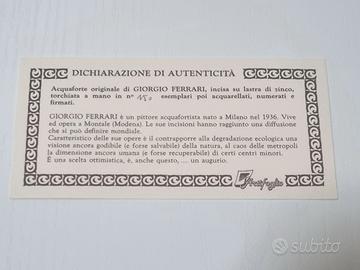 DICHIARAZIONE DI AUTENTICITÀ
Acquaforte originale di GIORGIO FERRARI, incisa su lastra di zinco,
torchiata a mano in n° 150 esemplari poi acquarellati, numerati e
firmati.
GIORGIO FERRARI è un pittore acquafortista nato a Milano nel 1936. Vive
ed opera a Montale (Modena). Le sue incisioni hanno raggiunto una diffusione
che si può definire mondiale.
Caratteristico delle sue opere è il contrapporre alla degradazione ecologica una
visione ancora godibile (e forse salvabile) della natura, al caos delle metropoli
la dimensione ancora umana (e forse recuperabile) di certi centri minori.
È una scelta ottimistica, è, anche questo, .... un augurio.
subito